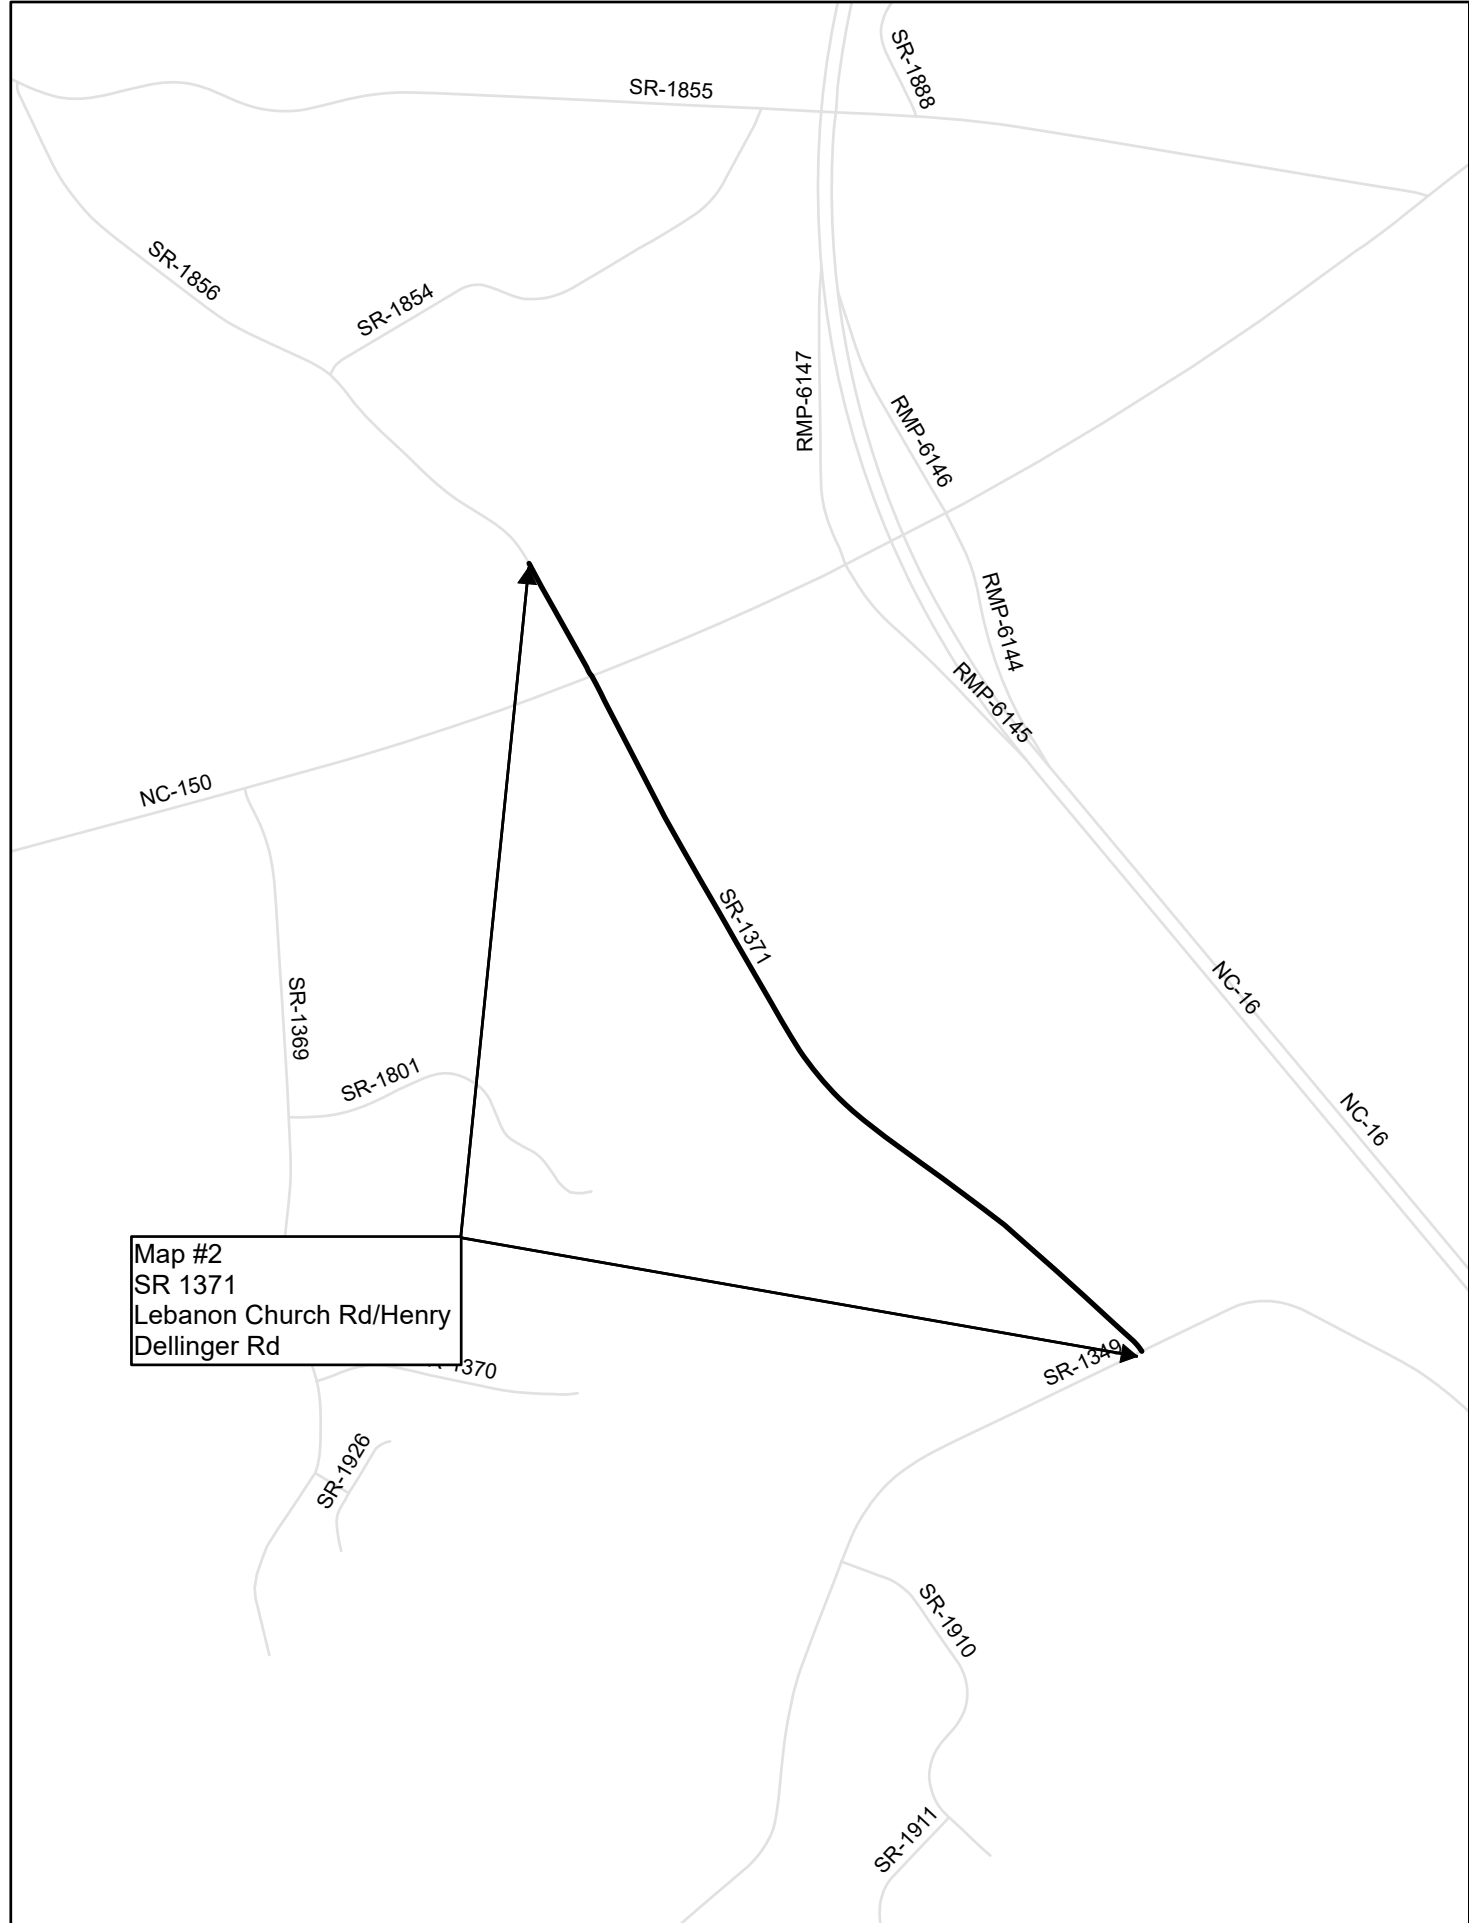 SR-1888
SR-1855
SR-1856
SR-1854
RMP-6147
RMP-6146
RMP-6144
RMP-6145
NC-150
SR-1371
NC-16
SR-1369
SR-1801
NC-16
Map #2
SR 1371
Lebanon Church Rd/Henry
Dellinger Rd
SR-1349
1370
SR-1926
SR-1910
SR-1911